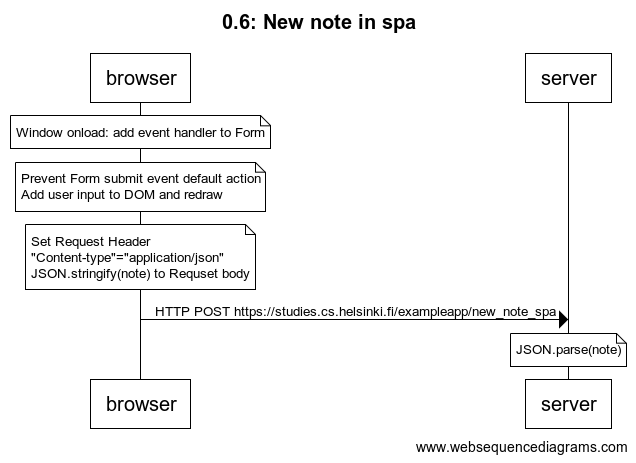 0.6: New note in spa
browser
server
Window onload: add event handler to Form
Prevent Form submit event default action
Add user input to DOM and redraw
Set Request Header
"Content-type"="application/json"
JSON.stringify(note) to Requset body
HTTP POST https://studies.cs.helsinki.fi/exampleapp/new_note_spa
JSON.parse(note)
browser
server
www.websequencediagrams.com